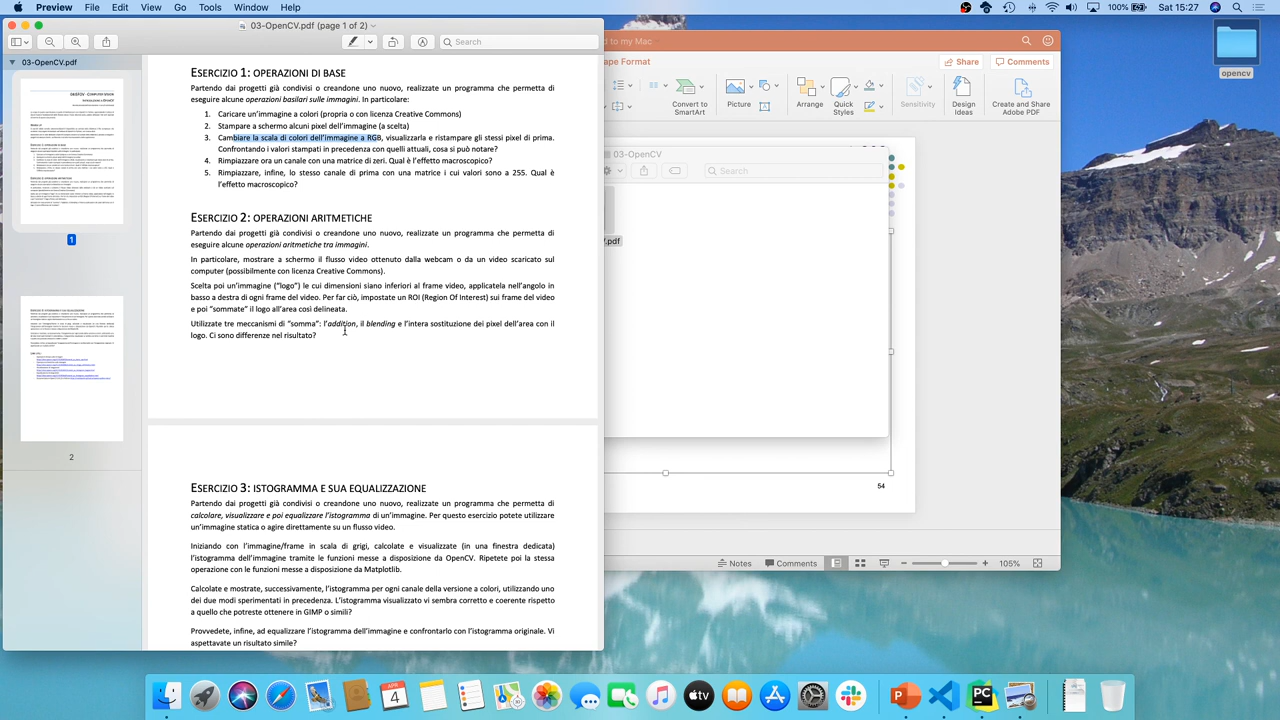 Preview File Edit View Go Tools Window Help
100% Sat 15:27
03-OpenCV.pdf (page 1 of 2)
Search
03-OpenCV.pdf
1
2
ESERCIZIO 1: OPERAZIONI DI BASE
Partendo dai progetti già condivisi o creandone uno nuovo, realizzate un programma che permetta di
eseguire alcune operazioni basilari sulle immagini. In particolare:
1. Caricare un'immagine a colori (propria o con licenza Creative Commons)
2. Stampare a schermo alcuni pixel dell'immagine (a scelta)
3. Cambiare la scala di colori dell'immagine a RGB, visualizzarla e ristampare gli stessi pixel di prima.
Confrontando i valori stampati in precedenza con quelli attuali, cosa si può notare?
4. Rimpiazzare ora un canale con una matrice di zeri. Qual è l'effetto macroscopico?
5. Rimpiazzare, infine, lo stesso canale di prima con una matrice i cui valori sono a 255. Qual è
l'effetto macroscopico?
ESERCIZIO 2: OPERAZIONI ARITMETICHE
Partendo dai progetti già condivisi o creandone uno nuovo, realizzate un programma che permetta di
eseguire alcune operazioni aritmetiche tra immagini.
In particolare, mostrare a schermo il flusso video ottenuto dalla webcam o da un video scaricato sul
computer (possibilmente con licenza Creative Commons).
Scelta poi un'immagine ("logo") le cui dimensioni siano inferiori al frame video, applicatela nell'angolo in
basso a destra di ogni frame del video. Per far ciò, impostate un ROI (Region Of Interest) sui frame del video
e poi "sommate" il logo all'area così delineata.
Utilizzate tre meccanismi di "somma": l'addition, il blending e l'intera sostituzione dei pixel dell'area con il
logo. Ci sono differenze nel risultato?
ESERCIZIO 3: ISTOGRAMMA E SUA EQUALIZZAZIONE
Partendo dai progetti già condivisi o creandone uno nuovo, realizzate un programma che permetta di
calcolare, visualizzare e poi equalizzare l'istogramma di un'immagine. Per questo esercizio potete utilizzare
un'immagine statica o agire direttamente su un flusso video.
Iniziando con l'immagine/frame in scala di grigi, calcolate e visualizzate (in una finestra dedicata)
l'istogramma dell'immagine tramite le funzioni messe a disposizione da OpenCV. Ripetete poi la stessa
operazione con le funzioni messe a disposizione da Matplotlib.
Calcolate e mostrate, successivamente, l'istogramma per ogni canale della versione a colori, utilizzando uno
dei due modi sperimentati in precedenza. L'istogramma visualizzato vi sembra corretto e coerente rispetto
a quello che potreste ottenere in GIMP o simili?
Provvedete, infine, ad equalizzare l'istogramma dell'immagine e confrontarlo con l'istogramma originale. Vi
aspettavate un risultato simile?
d to my Mac
ape Format
Share
Comments
Convert to
SmartArt
Picture
Arrange
Quick
Styles
Sensitivity
Design
Ideas
Create and Share
Adobe PDF
03-OpenCV
.pdf
54
Notes
Comments
105%
opencv
APR
4
tv
PC